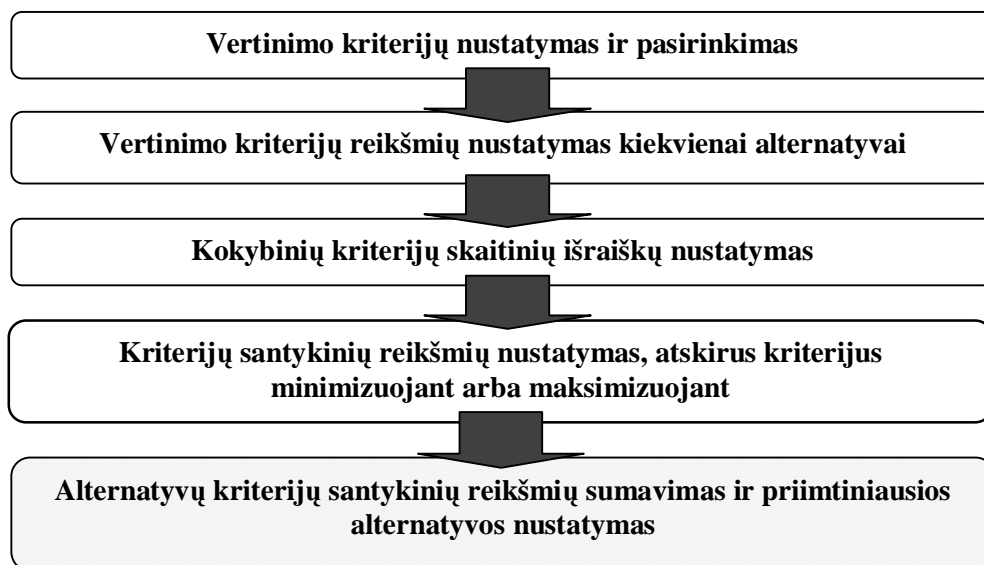 Vertinimo kriterijų nustatymas ir pasirinkimas
Vertinimo kriterijų reikšmių nustatymas kiekvienai alternatyvai
Kokybinių kriterijų skaitinių išraiškų nustatymas
Kriterijų santykinių reikšmių nustatymas, atskirus kriterijus
minimizuojant arba maksimizuojant
Alternatyvų kriterijų santykinių reikšmių sumavimas ir priimtiniausios
alternatyvos nustatymas